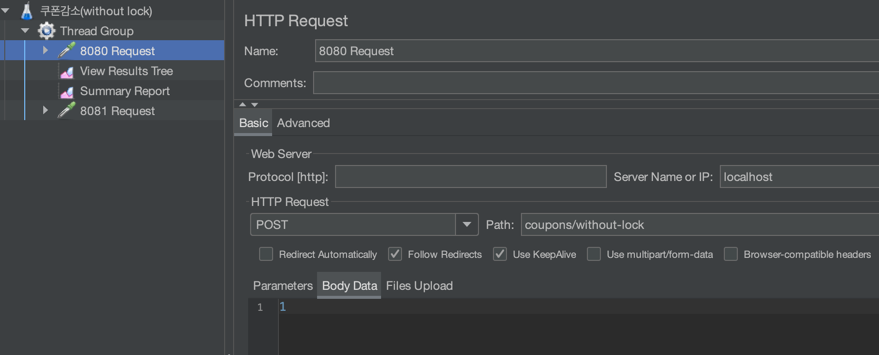 쿠폰감소(without lock)
Thread Group
8080 Request
View Results Tree
Summary Report
8081 Request
HTTP Request
Name: 8080 Request
Comments:
Basic Advanced
Web Server
Protocol [http]: Server Name or IP: localhost
HTTP Request
POST Path: coupons/without-lock
Redirect Automatically Follow Redirects Use KeepAlive Use multipart/form-data Browser-compatible headers
Parameters Body Data Files Upload
1 1